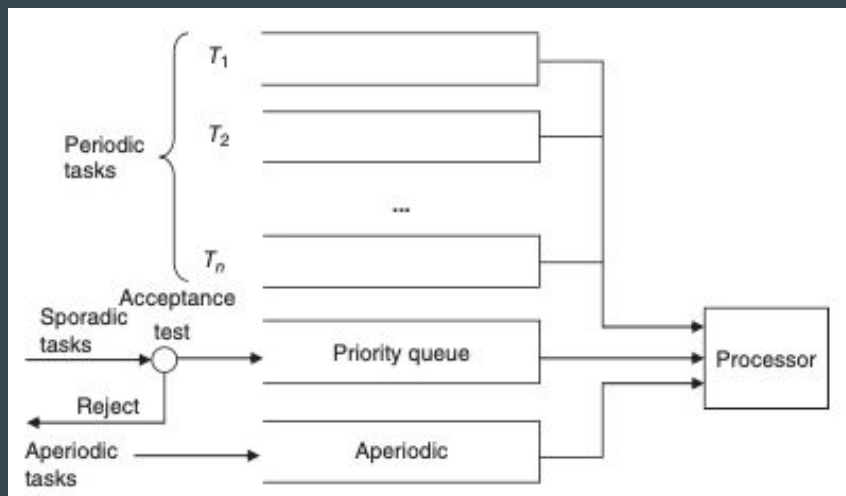 T1
Periodic
tasks
T2
...
Tn
Acceptance
test
Sporadic
tasks
Priority queue
Processor
Reject
Aperiodic
tasks
Aperiodic